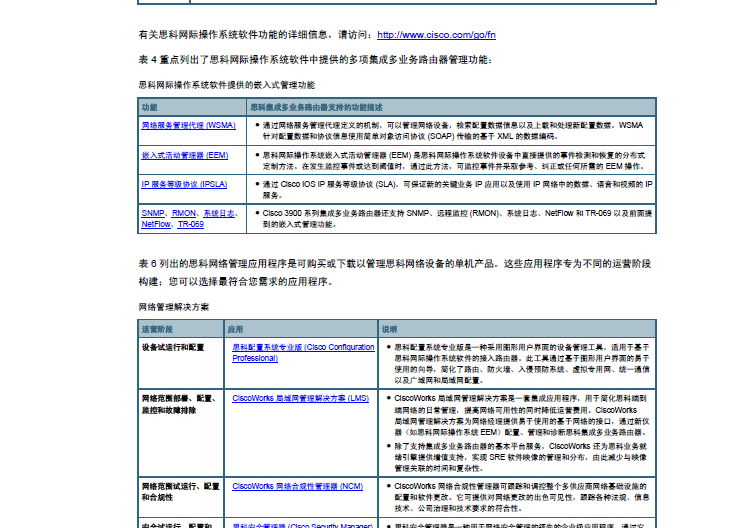 有关思科网际操作系统软件功能的详细信息，请访问：http://www.cisco.com/go/fn
表 4 重点列出了思科网际操作系统软件中提供的多项集成多业务路由器管理功能：
思科网际操作系统软件提供的嵌入式管理功能
功能 思科集成多业务路由器支持的功能描述
网络服务管理代理 (WSMA)
● 通过网络服务管理代理定义的机制，可以管理网络设备，检索配置数据信息以及上载和处理新配置数据。WSMA
针对配置数据和协议信息使用简单对象访问协议 (SOAP) 传输的基于 XML 的数据编码。
嵌入式活动管理器 (EEM)
● 思科网际操作系统嵌入式活动管理器 (EEM) 是思科网际操作系统软件设备中直接提供的事件检测和恢复的分布式
定制方法。在发生监控事件或达到阈值时，通过此方法，可监控事件并采取参考、纠正或任何所需的 EEM 操作。
IP 服务等级协议 (IPSLA)
● 通过 Cisco IOS IP 服务等级协议 (SLA)，可保证新的关键业务 IP 应用以及使用 IP 网络中的数据、语音和视频的 IP
服务。
SNMP、RMON、系统日志、
NetFlow、TR-069
● Cisco 3900 系列集成多业务路由器还支持 SNMP、远程监控 (RMON)、系统日志、NetFlow 和 TR-069 以及前面提
到的嵌入式管理功能。
表 6 列出的思科网络管理应用程序是可购买或下载以管理思科网络设备的单机产品。这些应用程序专为不同的运营阶段
构建；您可以选择最符合您需求的应用程序。
网络管理解决方案
运营阶段 应用 说明
设备试运行和配置
思科配置系统专业版 (Cisco Configuration
Professional)
● 思科配置系统专业版是一种采用图形用户界面的设备管理工具，适用于基于
思科网际操作系统软件的接入路由器。此工具通过基于图形用户界面的易于
使用的向导，简化了路由、防火墙、入侵预防系统、虚拟专用网、统一通信
以及广域网和局域网配置。
网络范围部署、配置、
监控和故障排除
CiscoWorks 局域网管理解决方案 (LMS)
● CiscoWorks 局域网管理解决方案是一套集成应用程序，用于简化思科端到
端网络的日常管理，提高网络可用性的同时降低运营费用。CiscoWorks
局域网管理解决方案为网络经理提供易于使用的基于网络的接口，通过新仪
器（如思科网际操作系统 EEM）配置、管理和诊断思科集成多业务路由器。
● 除了支持集成多业务路由器的基本平台服务，CiscoWorks 还为思科业务就
绪引擎提供增值支持，实现 SRE 软件映像的管理和分布，由此减少与映像
管理关联的时间和复杂性。
网络范围试运行、配置
和合规性
CiscoWorks 网络合规性管理器 (NCM)
● CiscoWorks 网络合规性管理器可跟踪和调控整个多供应商网络基础设施的
配置和软件更改。它可提供对网络更改的出色可见性，跟踪各种法规、信息
技术、公司治理和技术要求的符合性。
安全试运行、配置和
思科安全管理器 (Cisco Security Manager)
● 思科安全管理器是一种用于网络安全管理的领先的企业级应用程序，通过它